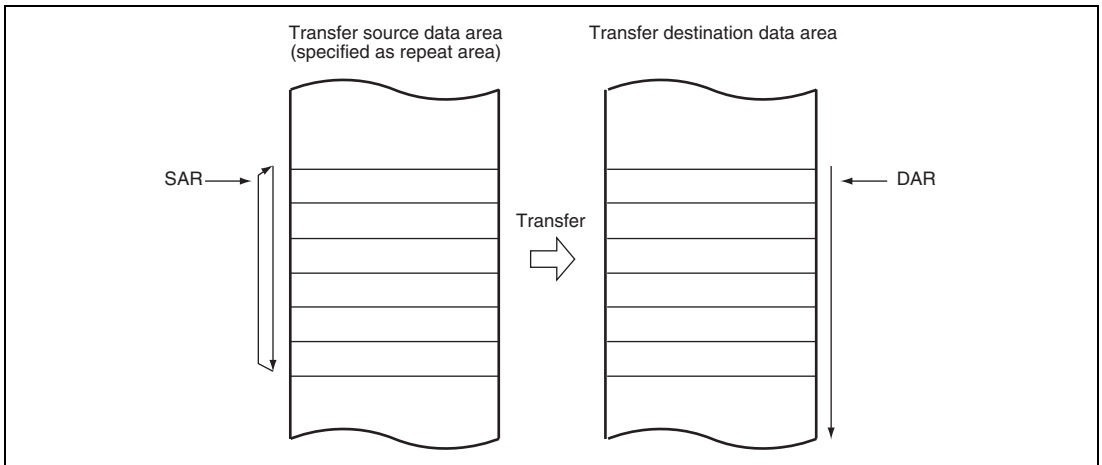 Transfer source data area
(specified as repeat area)
Transfer destination data area
SAR
Transfer
DAR